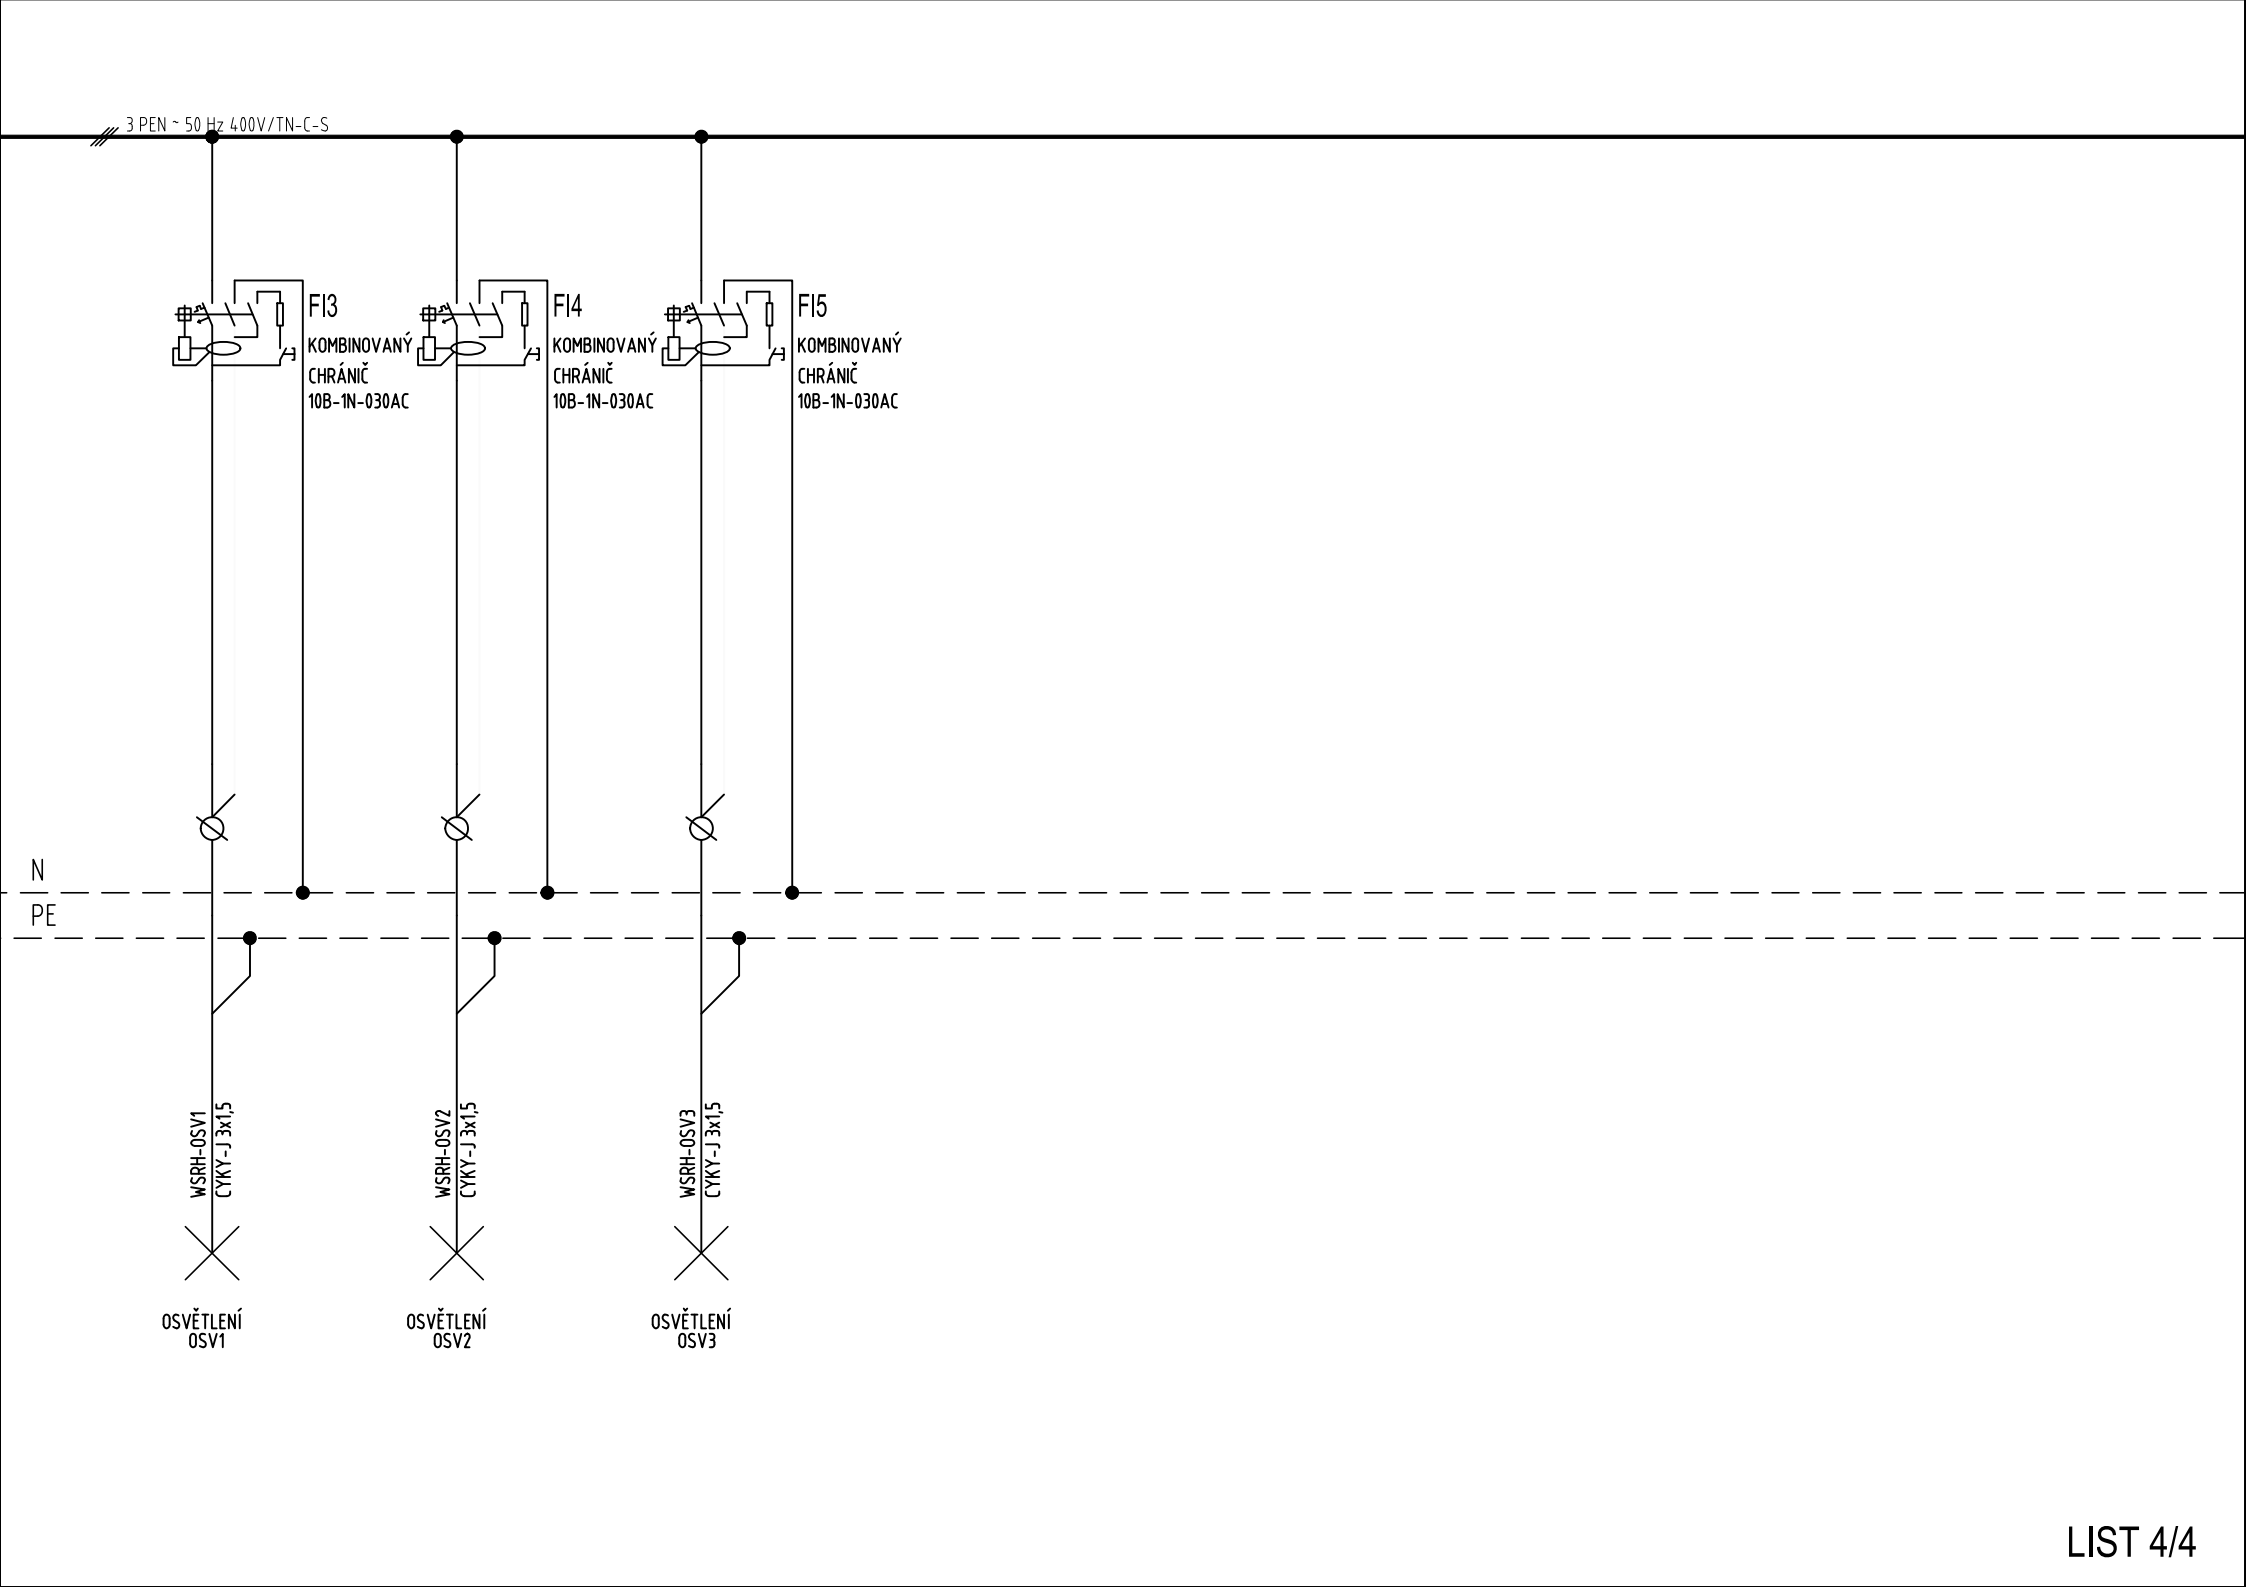 3 PEN ~ 50 Hz 400V/TN-C-S
FI3
KOMBINOVANÝ
CHRÁNIČ
10B-1N-030AC
FI4
KOMBINOVANÝ
CHRÁNIČ
10B-1N-030AC
FI5
KOMBINOVANÝ
CHRÁNIČ
10B-1N-030AC
N
PE
WSRH-OSV1
CYKY-J 3x1,5
WSRH-OSV2
CYKY-J 3x1,5
WSRH-OSV3
CYKY-J 3x1,5
OSVĚTLENÍ
OSV1
OSVĚTLENÍ
OSV2
OSVĚTLENÍ
OSV3
LIST 4/4